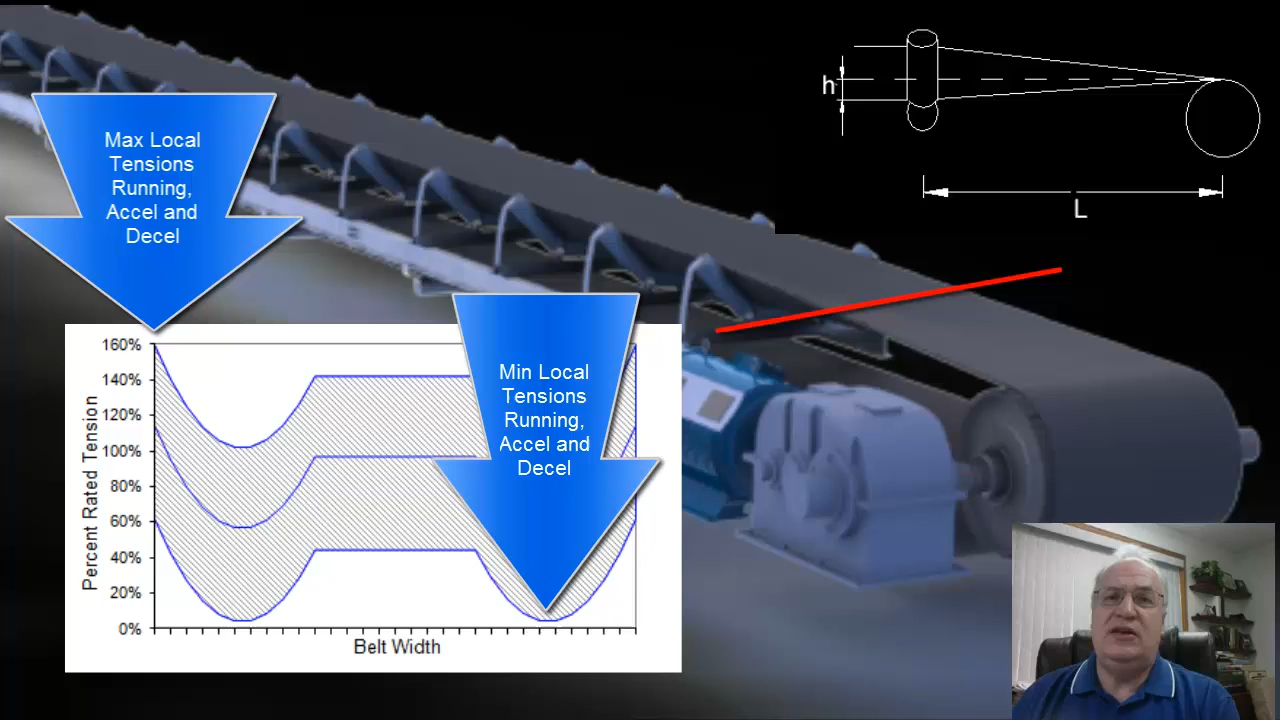 Max Local
Tensions
Running,
Accel and
Decel
h
L
Min Local
Tensions
Running,
Accel and
Decel
Percent Rated Tension
160%
140%
120%
100%
80%
60%
40%
20%
0%
Belt Width